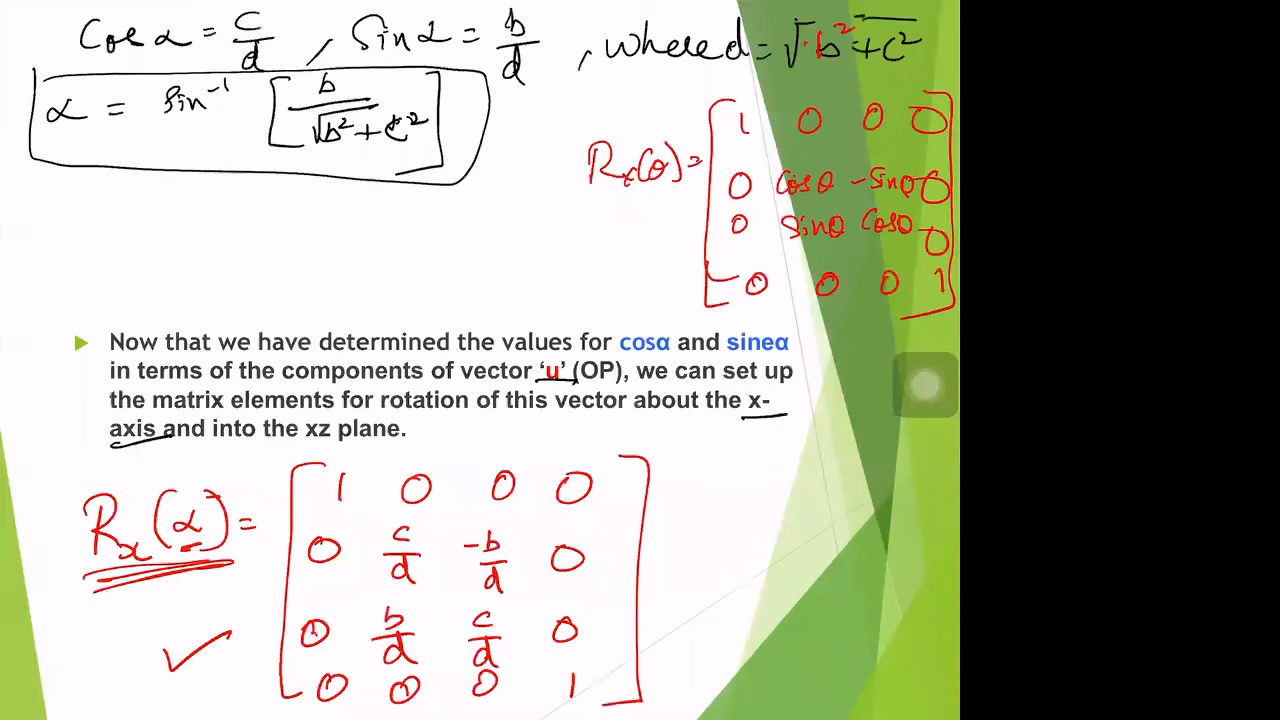 Cos α = c/d , Sin α = b/d , where d = √b² + c²
α = sin⁻¹ [ b / √b² + c² ]
Rx(θ) = [ 1 0 0 0
0 cosθ -sinθ 0
0 sinθ cosθ 0
0 0 0 1 ]
Now that we have determined the values for cosα and sineα
in terms of the components of vector ‘u’ (OP), we can set up
the matrix elements for rotation of this vector about the x-
axis and into the xz plane.
Rx(α) = [ 1 0 0 0
0 c/d -b/d 0
0 b/d c/d 0
0 0 0 1 ]